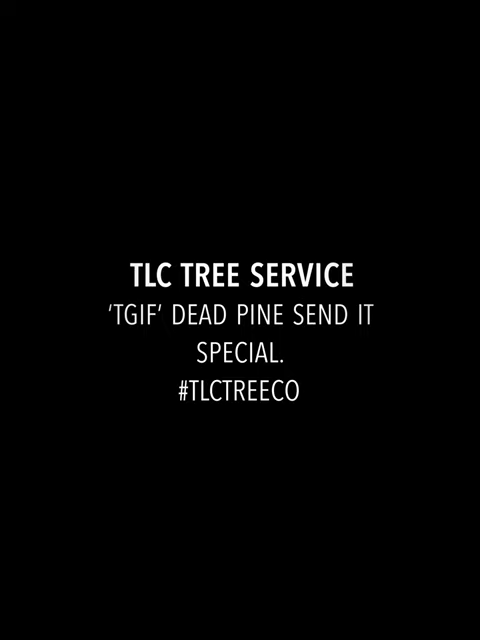 TLC TREE SERVICE
‘TGIF’ DEAD PINE SEND IT
SPECIAL.
#TLCTREECO